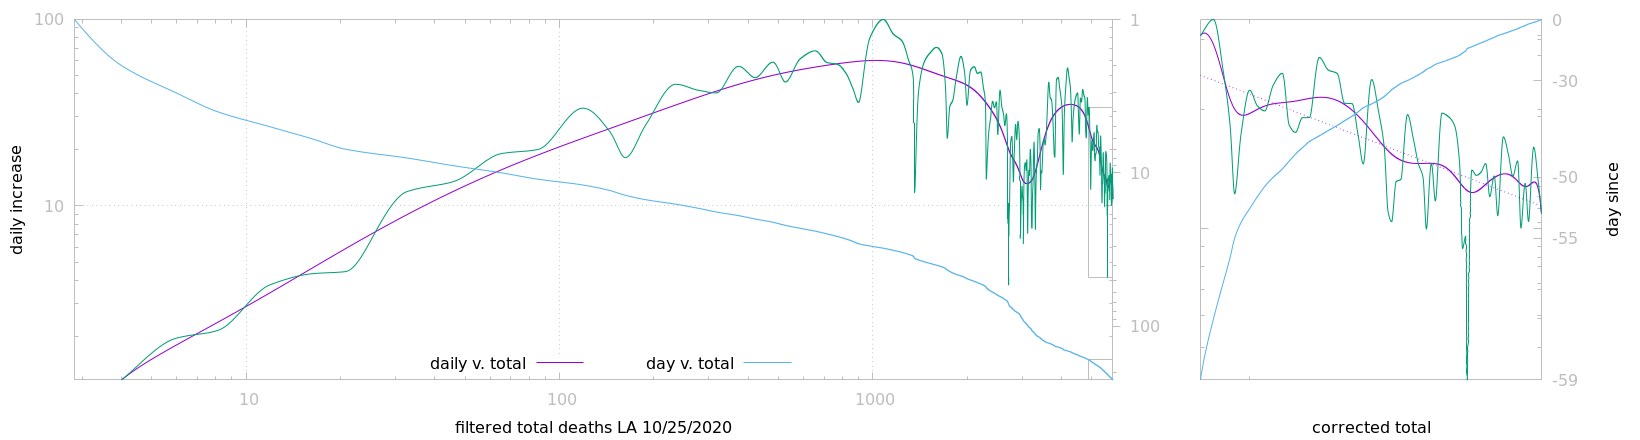 100
10
daily increase
1
10
100
10
100
1000
daily v. total
day v. total
filtered total deaths LA 10/25/2020
0
-30
-50
-55
-59
day since
corrected total